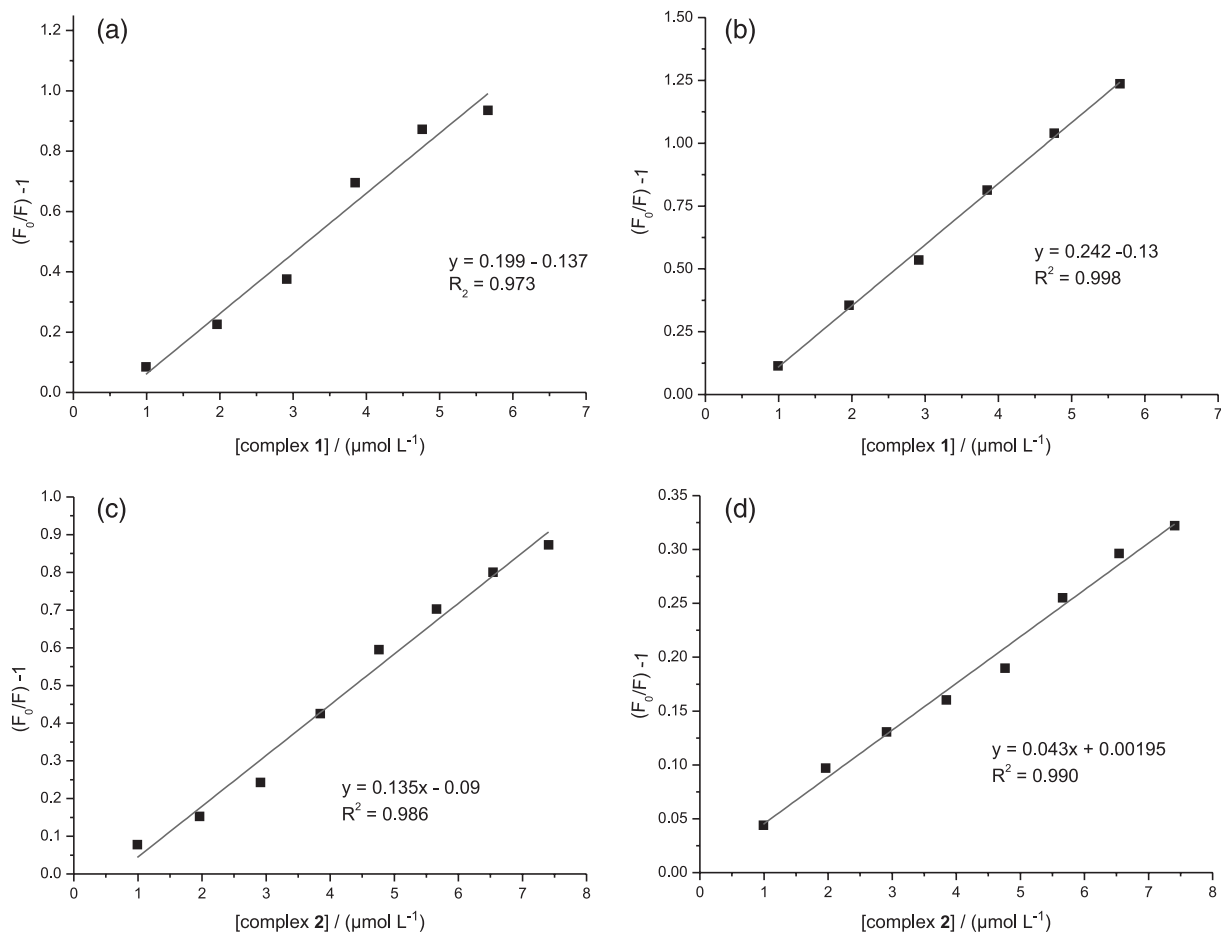 (a)
1.2
1.0
0.8
0.6
0.4
0.2
0.0
(F₀/F) -1
y = 0.199 - 0.137
R₂ = 0.973
0 1 2 3 4 5 6 7
[complex 1] / (μmol L⁻¹)
(b)
1.50
1.25
1.00
0.75
0.50
0.25
0.00
(F₀/F) -1
y = 0.242 -0.13
R² = 0.998
0 1 2 3 4 5 6 7
[complex 1] / (μmol L⁻¹)
(c)
1.0
0.9
0.8
0.7
0.6
0.5
0.4
0.3
0.2
0.1
0.0
(F₀/F) -1
y = 0.135x - 0.09
R² = 0.986
0 1 2 3 4 5 6 7 8
[complex 2] / (μmol L⁻¹)
(d)
0.35
0.30
0.25
0.20
0.15
0.10
0.05
0.00
(F₀/F) -1
y = 0.043x + 0.00195
R² = 0.990
0 1 2 3 4 5 6 7 8
[complex 2] / (μmol L⁻¹)